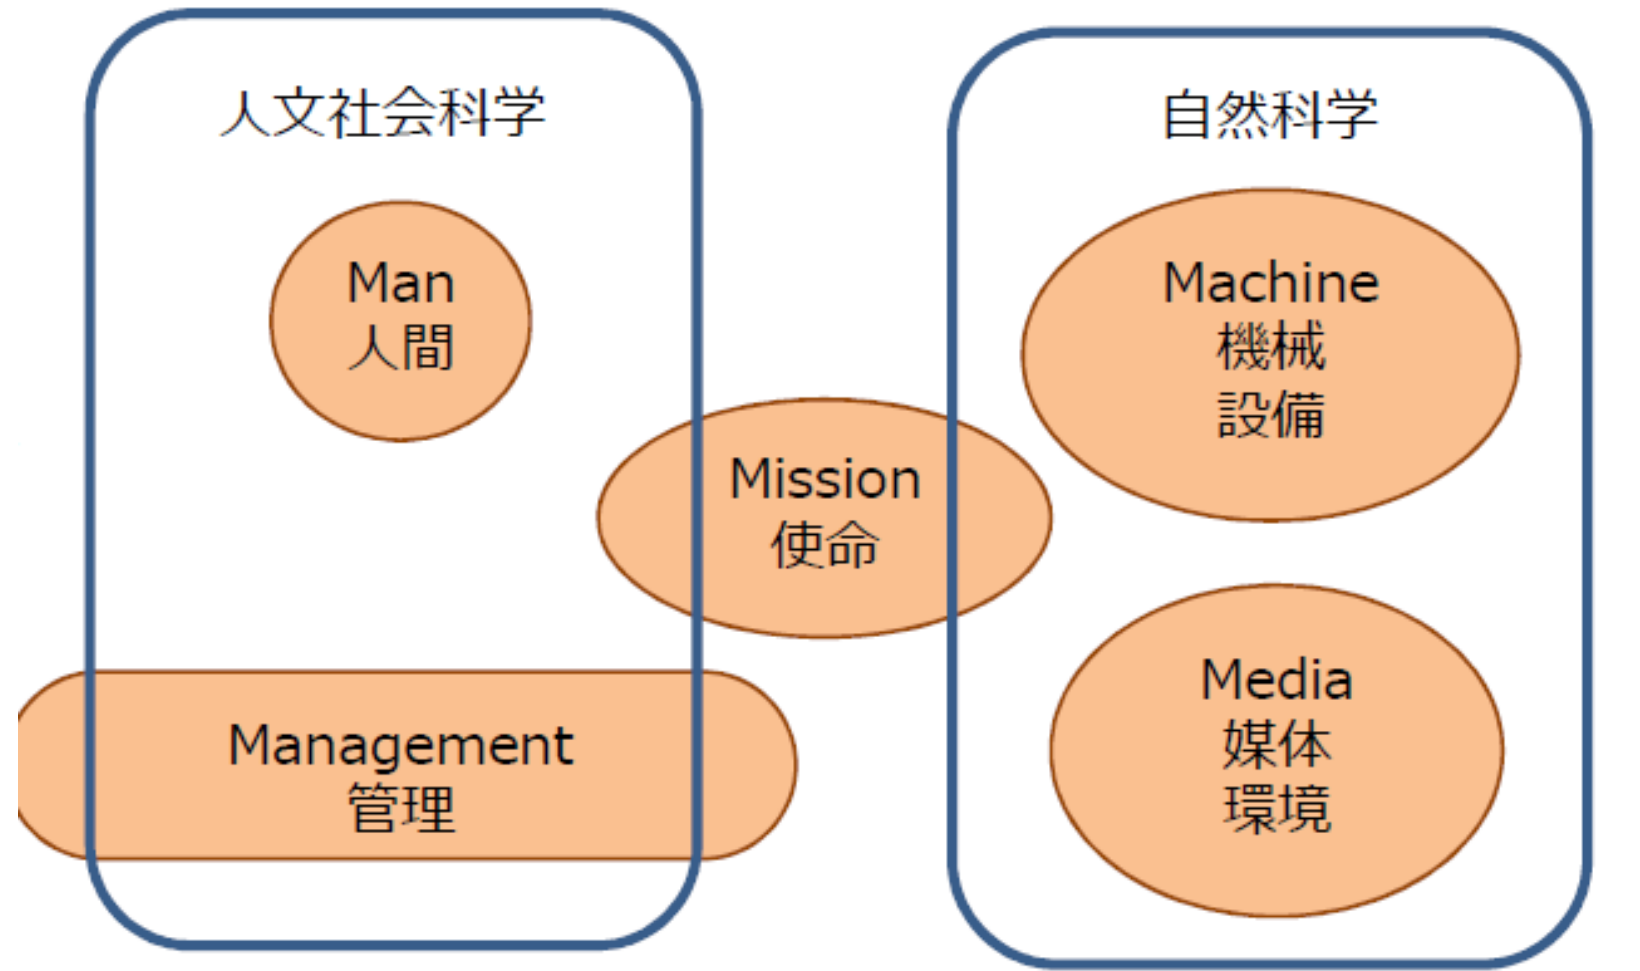 人文社会科学
Man
人間
Management
管理
Mission
使命
自然科学
Machine
機械
設備
Media
媒体
環境